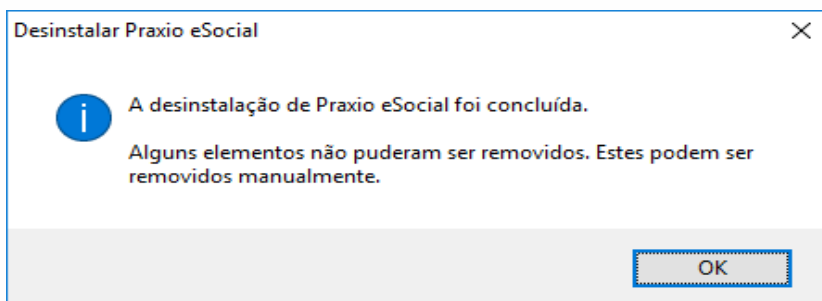 Desinstalar Praxio eSocial
A desinstalação de Praxio eSocial foi concluída.
Alguns elementos não puderam ser removidos. Estes podem ser
removidos manualmente.
OK